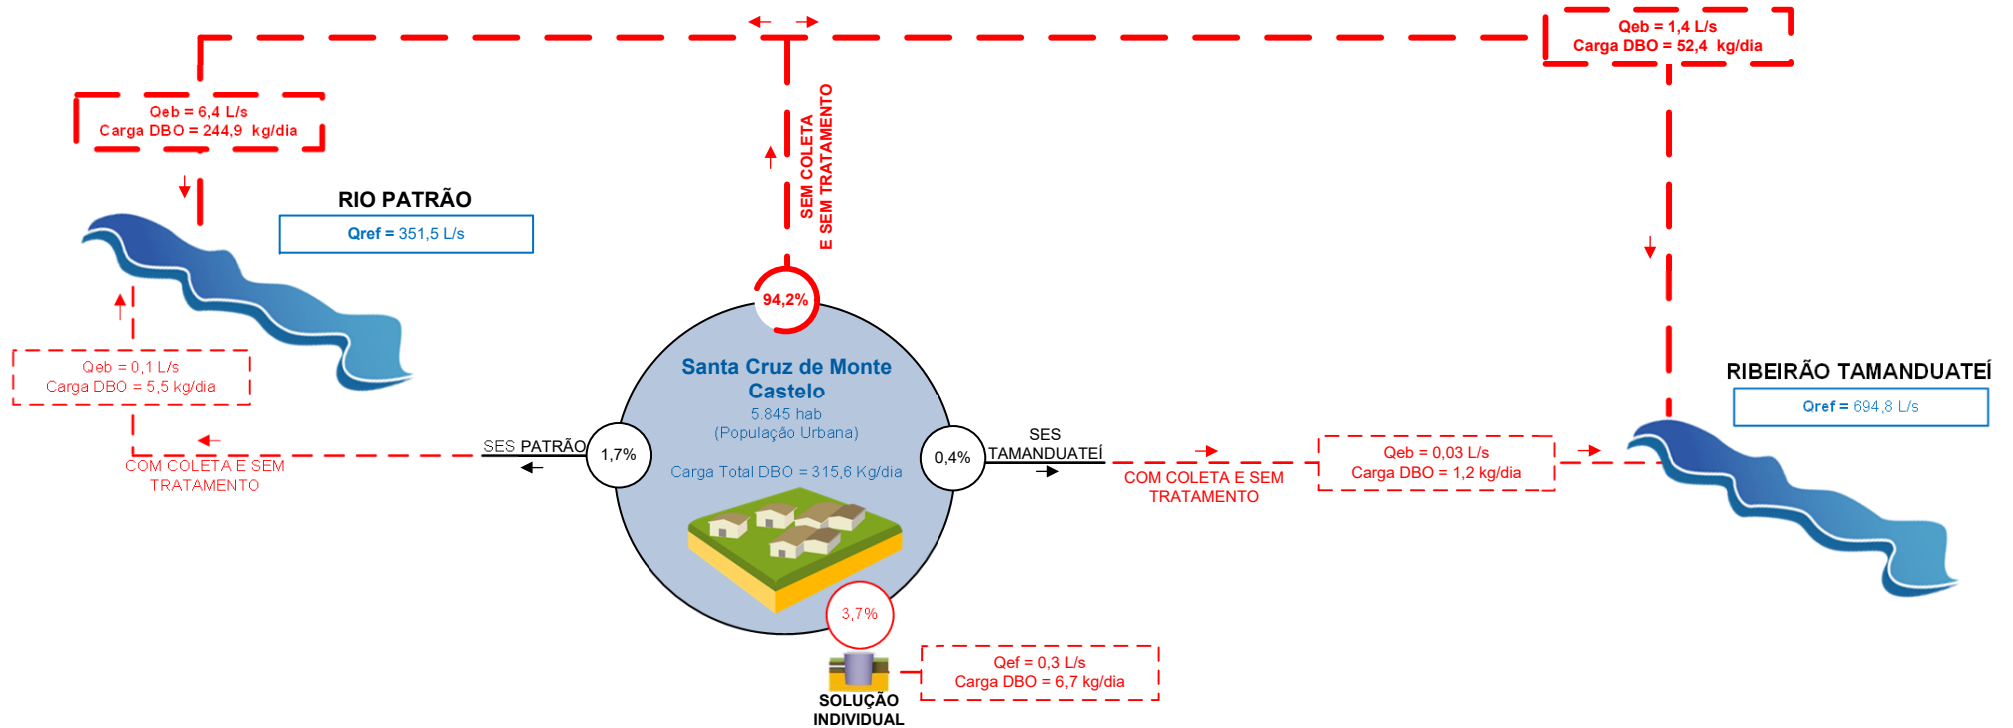 Qeb = 1,4 L/s
Carga DBO = 52,4 kg/dia
Qeb = 6,4 L/s
Carga DBO = 244,9 kg/dia
SEM COLETA
E SEM TRATAMENTO
RIO PATRÃO
Qref = 351,5 L/s
94,2%
Qeb = 0,1 L/s
Carga DBO = 5,5 kg/dia
Santa Cruz de Monte
Castelo
5.845 hab
(População Urbana)
Carga Total DBO = 315,6 Kg/dia
RIBEIRÃO TAMANDUATEÍ
Qref = 694,8 L/s
SES PATRÃO
1,7%
COM COLETA E SEM
TRATAMENTO
0,4%
SES
TAMANDUATEÍ
COM COLETA E SEM
TRATAMENTO
Qeb = 0,03 L/s
Carga DBO = 1,2 kg/dia
3,7%
Qef = 0,3 L/s
Carga DBO = 6,7 kg/dia
SOLUÇÃO
INDIVIDUAL